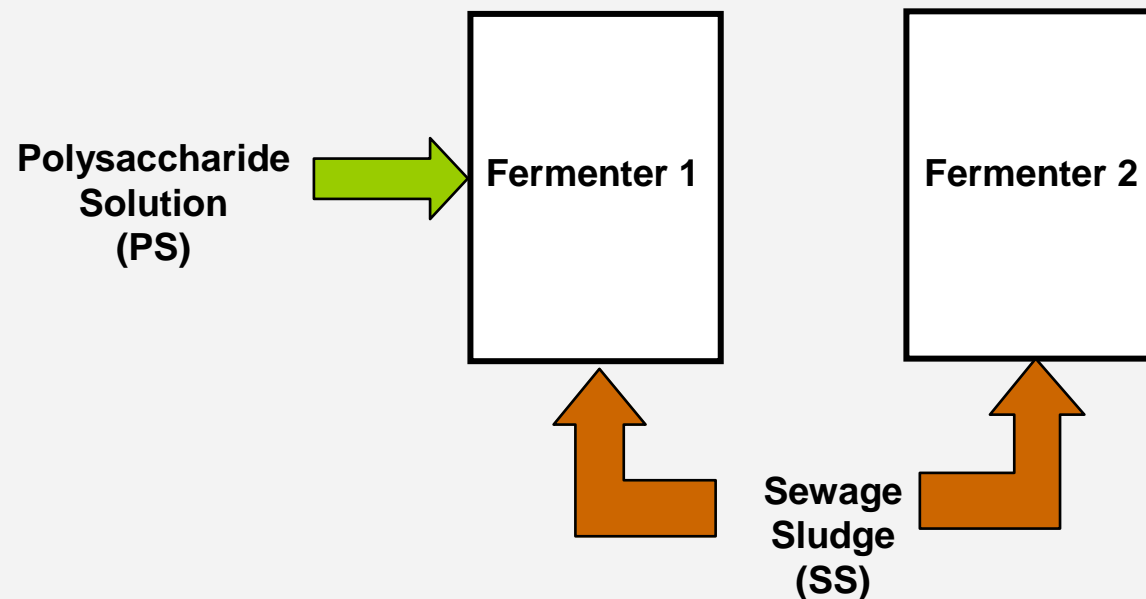 Polysaccharide
Solution
(PS)
Fermenter 1
Fermenter 2
Sewage
Sludge
(SS)